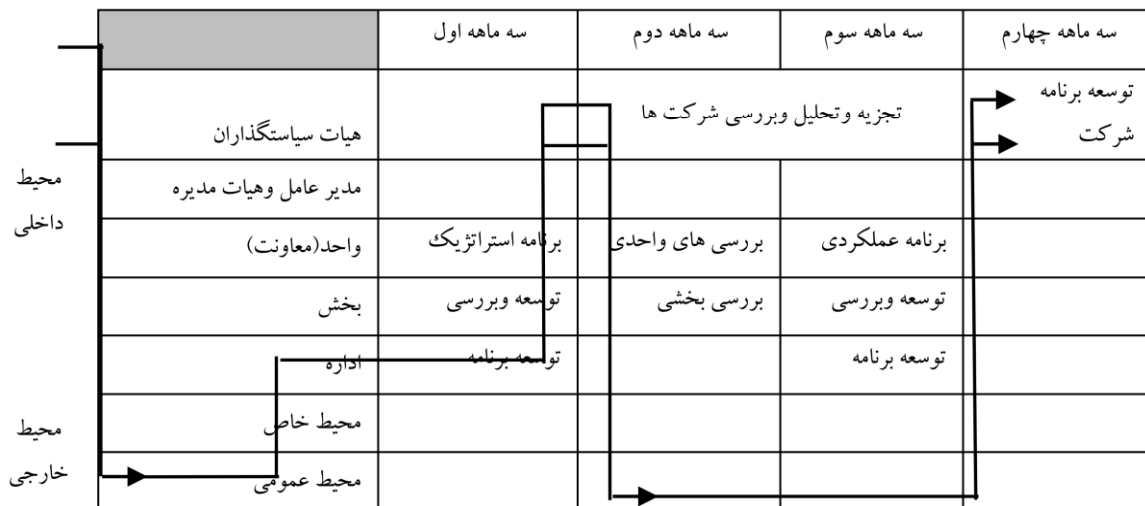 سه ماهه اول
سه ماهه دوم
سه ماهه سوم
سه ماهه چهارم
هیات سیاستگذاران
تجزیه وتحلیل وبررسی شرکت ها
توسعه برنامه
شرکت
مدیر عامل وهیات مدیره
واحد(معاونت)
برنامه استراتژیک
بررسی های واحدی
برنامه عملکردی
بخش
توسعه وبررسی
بررسی بخشی
توسعه وبررسی
اداره
توسعه برنامه
توسعه برنامه
محیط خاص
محیط عمومی
محیط
داخلی
محیط
خارجی